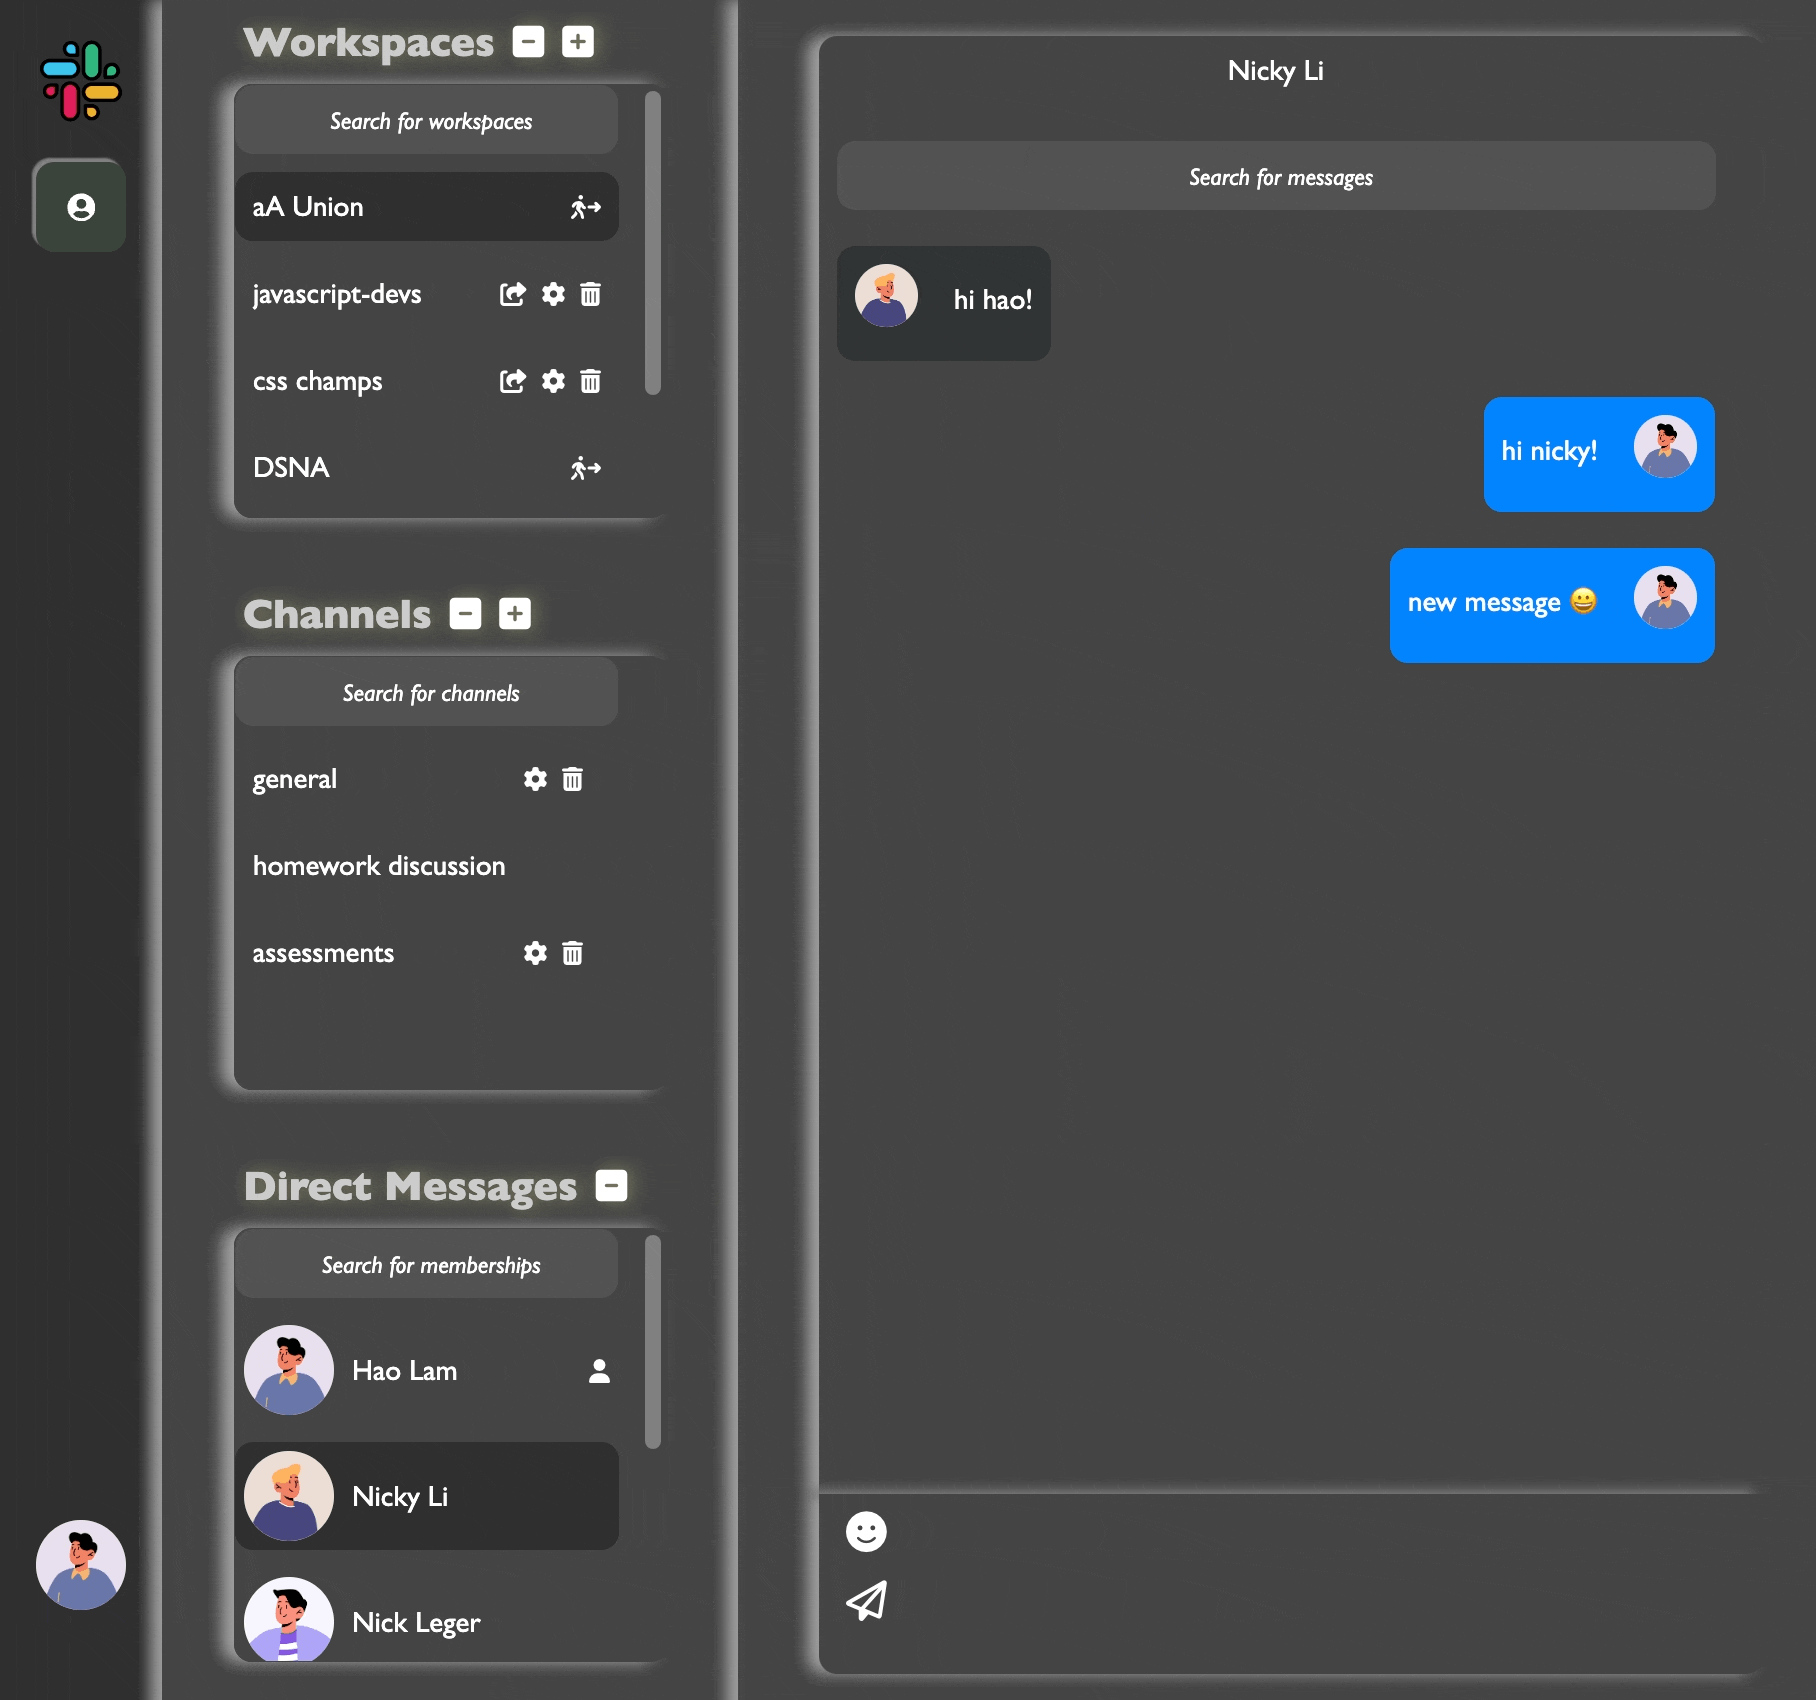 Workspaces
Search for workspaces
aA Union
javascript-devs
css champs
DSNA
Channels
Search for channels
general
homework discussion
assessments
Direct Messages
Search for memberships
Hao Lam
Nicky Li
Nick Leger
Nicky Li
Search for messages
hi hao!
hi nicky!
new message 😀